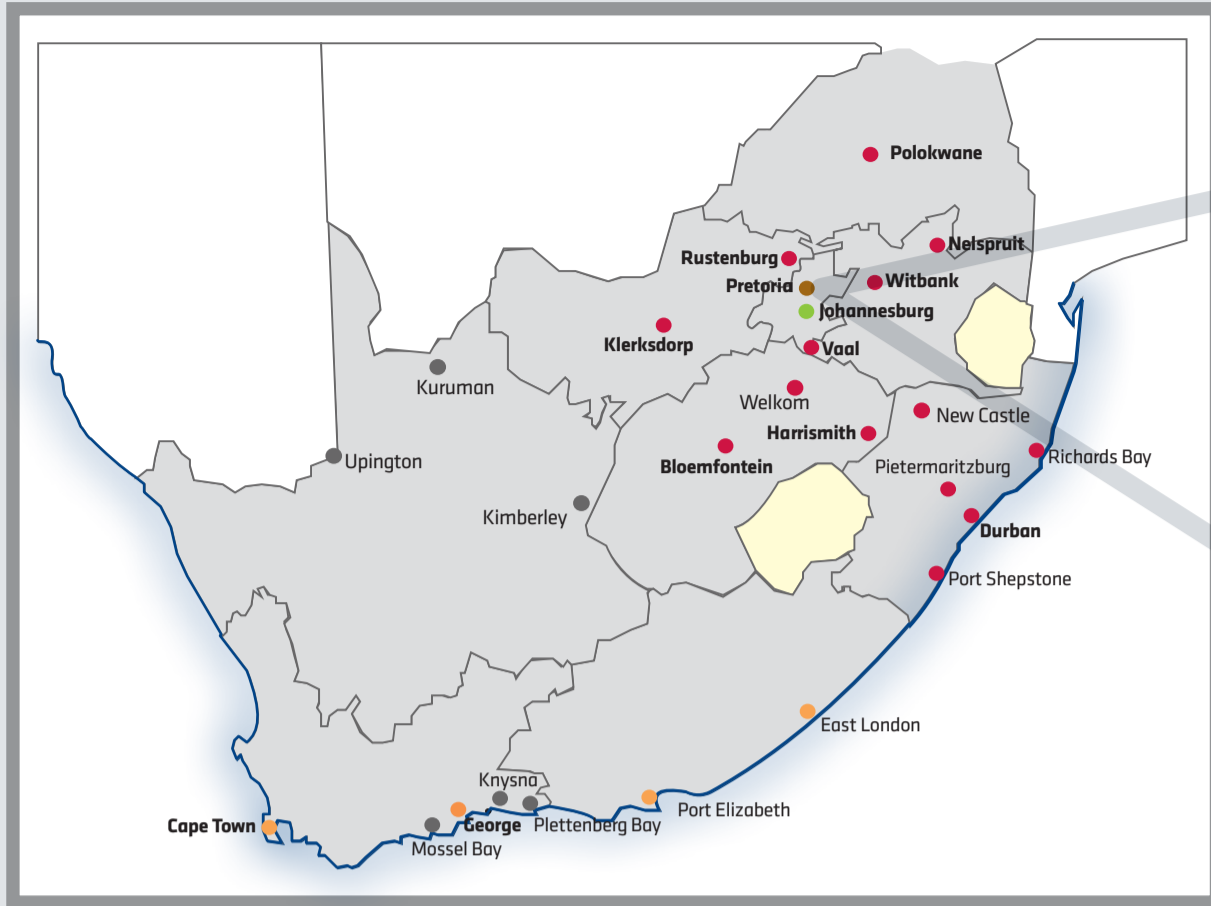 Polokwane
Nelspruit
Rustenburg
Pretoria
Witbank
Johannesburg
Klerksdorp
Vaal
Kuruman
Welkom
New Castle
Harrismith
Upington
Bloemfontein
Pietermaritzburg
Richards Bay
Kimberley
Durban
Port Shepstone
East London
Knysna
Port Elizabeth
Cape Town
George
Plettenberg Bay
Mossel Bay